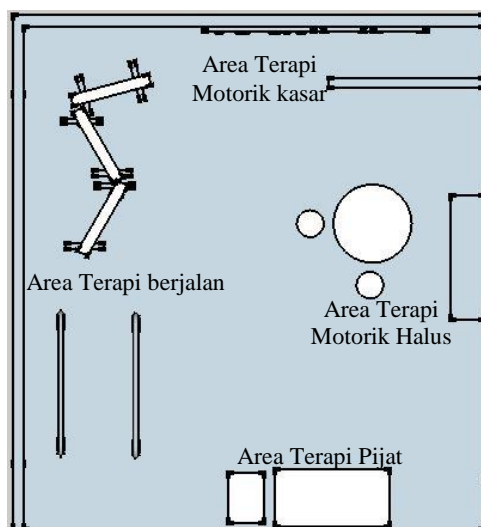 Area Terapi
Motorik kasar
Area Terapi berjalan
Area Terapi
Motorik Halus
Area Terapi Pijat